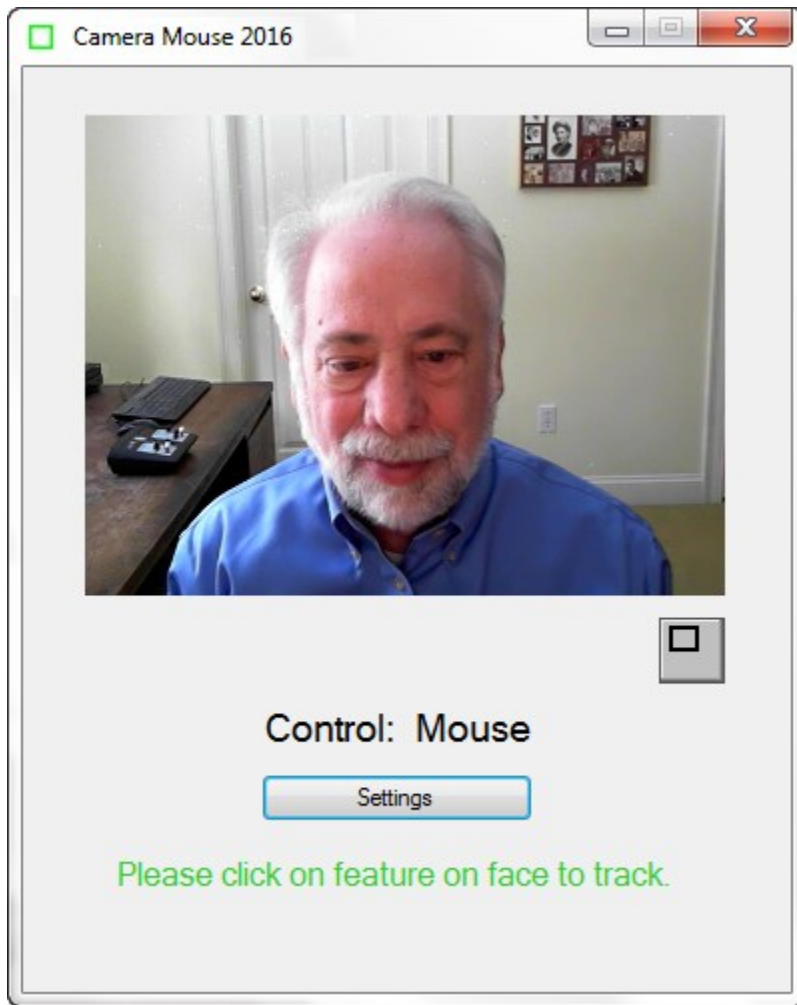 Camera Mouse 2016
Control: Mouse
Settings
Please click on feature on face to track.